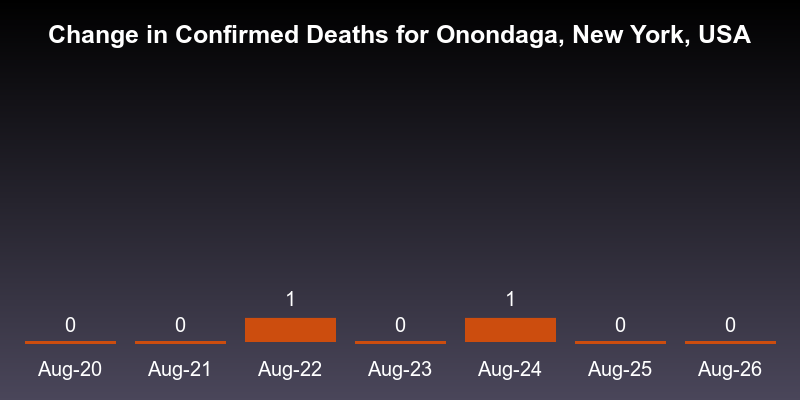 Change in Confirmed Deaths for Onondaga, New York, USA
0 0 1 0 1 0 0
Aug-20 Aug-21 Aug-22 Aug-23 Aug-24 Aug-25 Aug-26